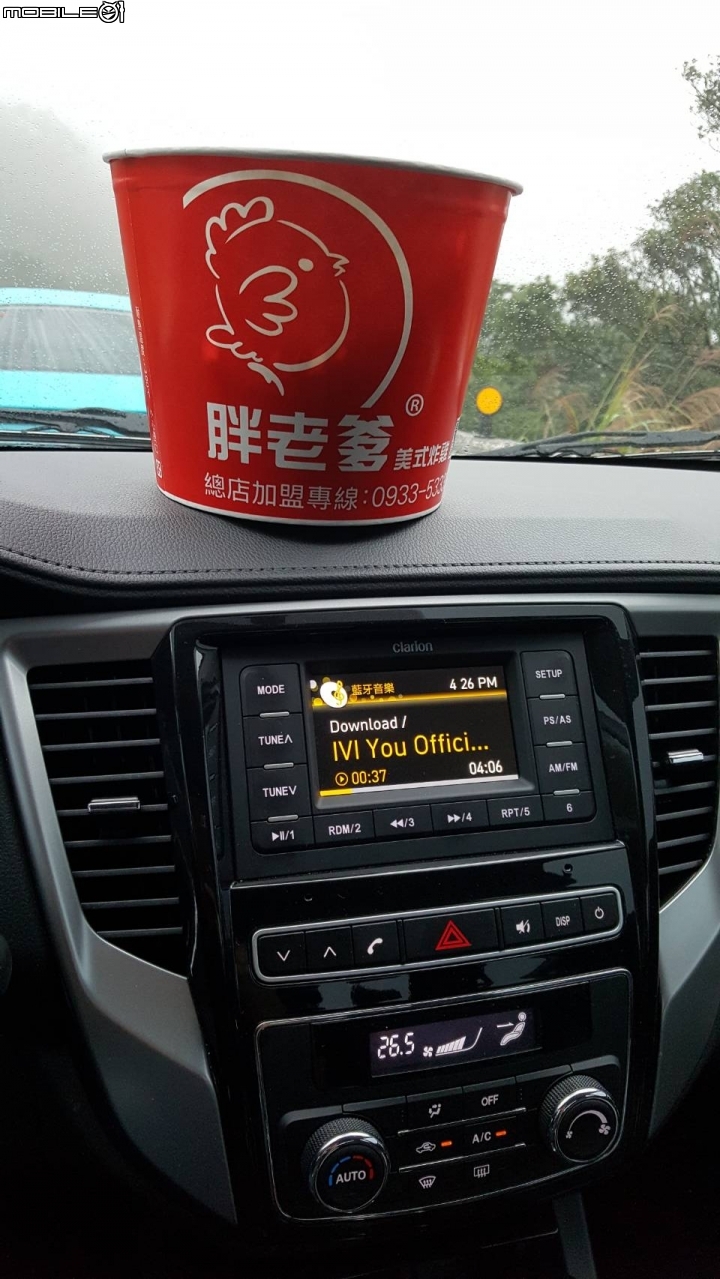 MOBILE01
胖老爹®
美式炸雞
總店加盟專線:0933-533
clarion
MODE
TUNE∧
TUNE∨
藍牙音樂 4 26 PM
Download /
IVI You Offici...
00:37 04:06
SETUP
PS/AS
AM/FM
▶II/1 RDM/2 ◀◀/3 ▶▶/4 RPT/5 6
DISP
26.5
OFF
A/C
AUTO